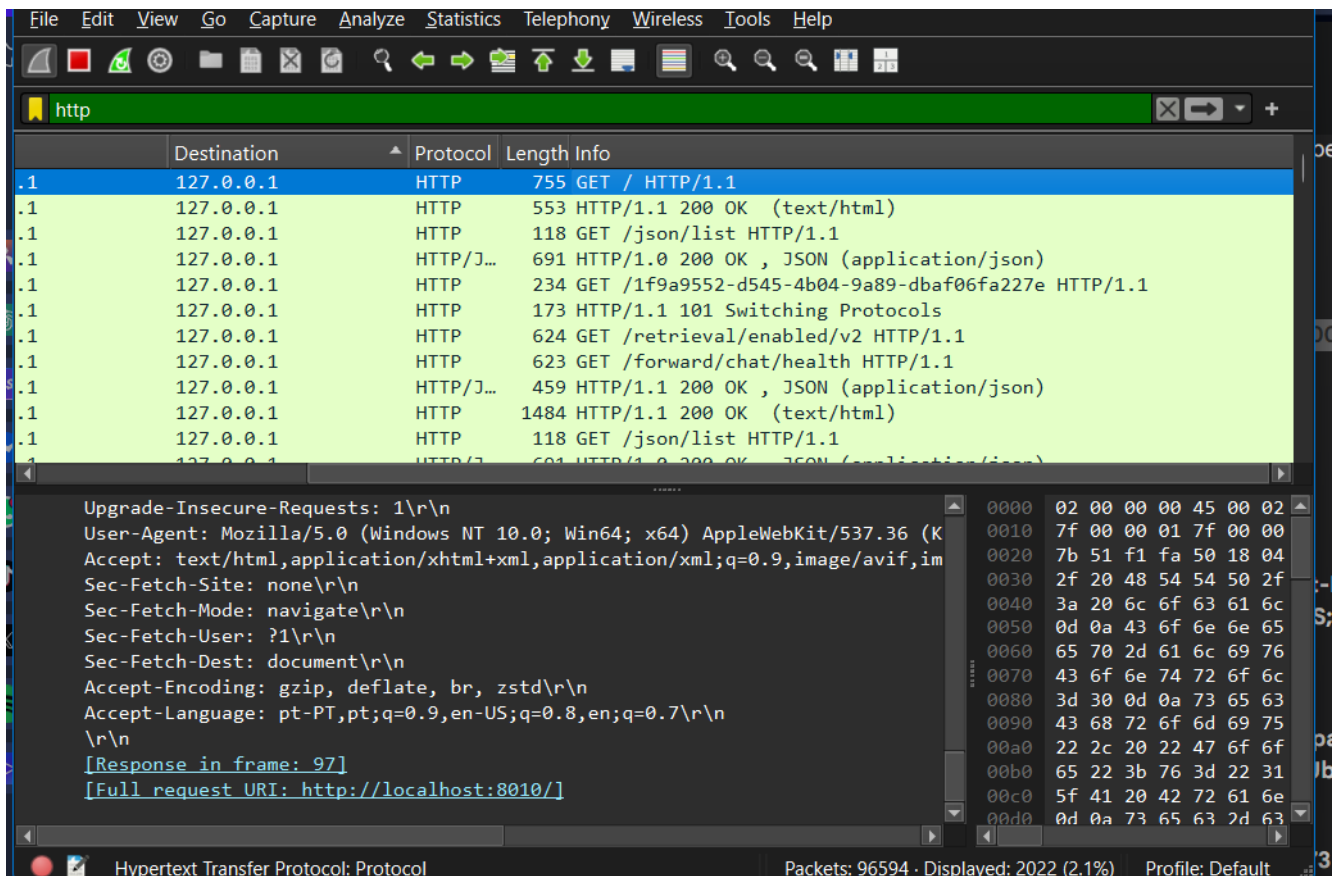 File Edit View Go Capture Analyze Statistics Telephony Wireless Tools Help
http
Destination Protocol Length Info
.1 127.0.0.1 HTTP 755 GET / HTTP/1.1
.1 127.0.0.1 HTTP 553 HTTP/1.1 200 OK (text/html)
.1 127.0.0.1 HTTP 118 GET /json/list HTTP/1.1
.1 127.0.0.1 HTTP/J… 691 HTTP/1.0 200 OK , JSON (application/json)
.1 127.0.0.1 HTTP 234 GET /1f9a9552-d545-4b04-9a89-dbaf06fa227e HTTP/1.1
.1 127.0.0.1 HTTP 173 HTTP/1.1 101 Switching Protocols
.1 127.0.0.1 HTTP 624 GET /retrieval/enabled/v2 HTTP/1.1
.1 127.0.0.1 HTTP 623 GET /forward/chat/health HTTP/1.1
.1 127.0.0.1 HTTP/J… 459 HTTP/1.1 200 OK , JSON (application/json)
.1 127.0.0.1 HTTP 1484 HTTP/1.1 200 OK (text/html)
.1 127.0.0.1 HTTP 118 GET /json/list HTTP/1.1
.1 127.0.0.1 HTTP/J… 691 HTTP/1.0 200 OK , JSON (application/json)
Upgrade-Insecure-Requests: 1\r\n
User-Agent: Mozilla/5.0 (Windows NT 10.0; Win64; x64) AppleWebKit/537.36 (K
Accept: text/html,application/xhtml+xml,application/xml;q=0.9,image/avif,im
Sec-Fetch-Site: none\r\n
Sec-Fetch-Mode: navigate\r\n
Sec-Fetch-User: ?1\r\n
Sec-Fetch-Dest: document\r\n
Accept-Encoding: gzip, deflate, br, zstd\r\n
Accept-Language: pt-PT,pt;q=0.9,en-US;q=0.8,en;q=0.7\r\n
\r\n
[Response in frame: 97]
[Full request URI: http://localhost:8010/]
0000 02 00 00 00 45 00 02
0010 7f 00 00 01 7f 00 00
0020 7b 51 f1 fa 50 18 04
0030 2f 20 48 54 54 50 2f
0040 3a 20 6c 6f 63 61 6c
0050 0d 0a 43 6f 6e 6e 65
0060 65 70 2d 61 6c 69 76
0070 43 6f 6e 74 72 6f 6c
0080 3d 30 0d 0a 73 65 63
0090 43 68 72 6f 6d 69 75
00a0 22 2c 20 22 47 6f 6f
00b0 65 22 3b 76 3d 22 31
00c0 5f 41 20 42 72 61 6e
00d0 0d 0a 73 65 63 2d 63
Hypertext Transfer Protocol: Protocol
Packets: 96594 · Displayed: 2022 (2.1%)
Profile: Default